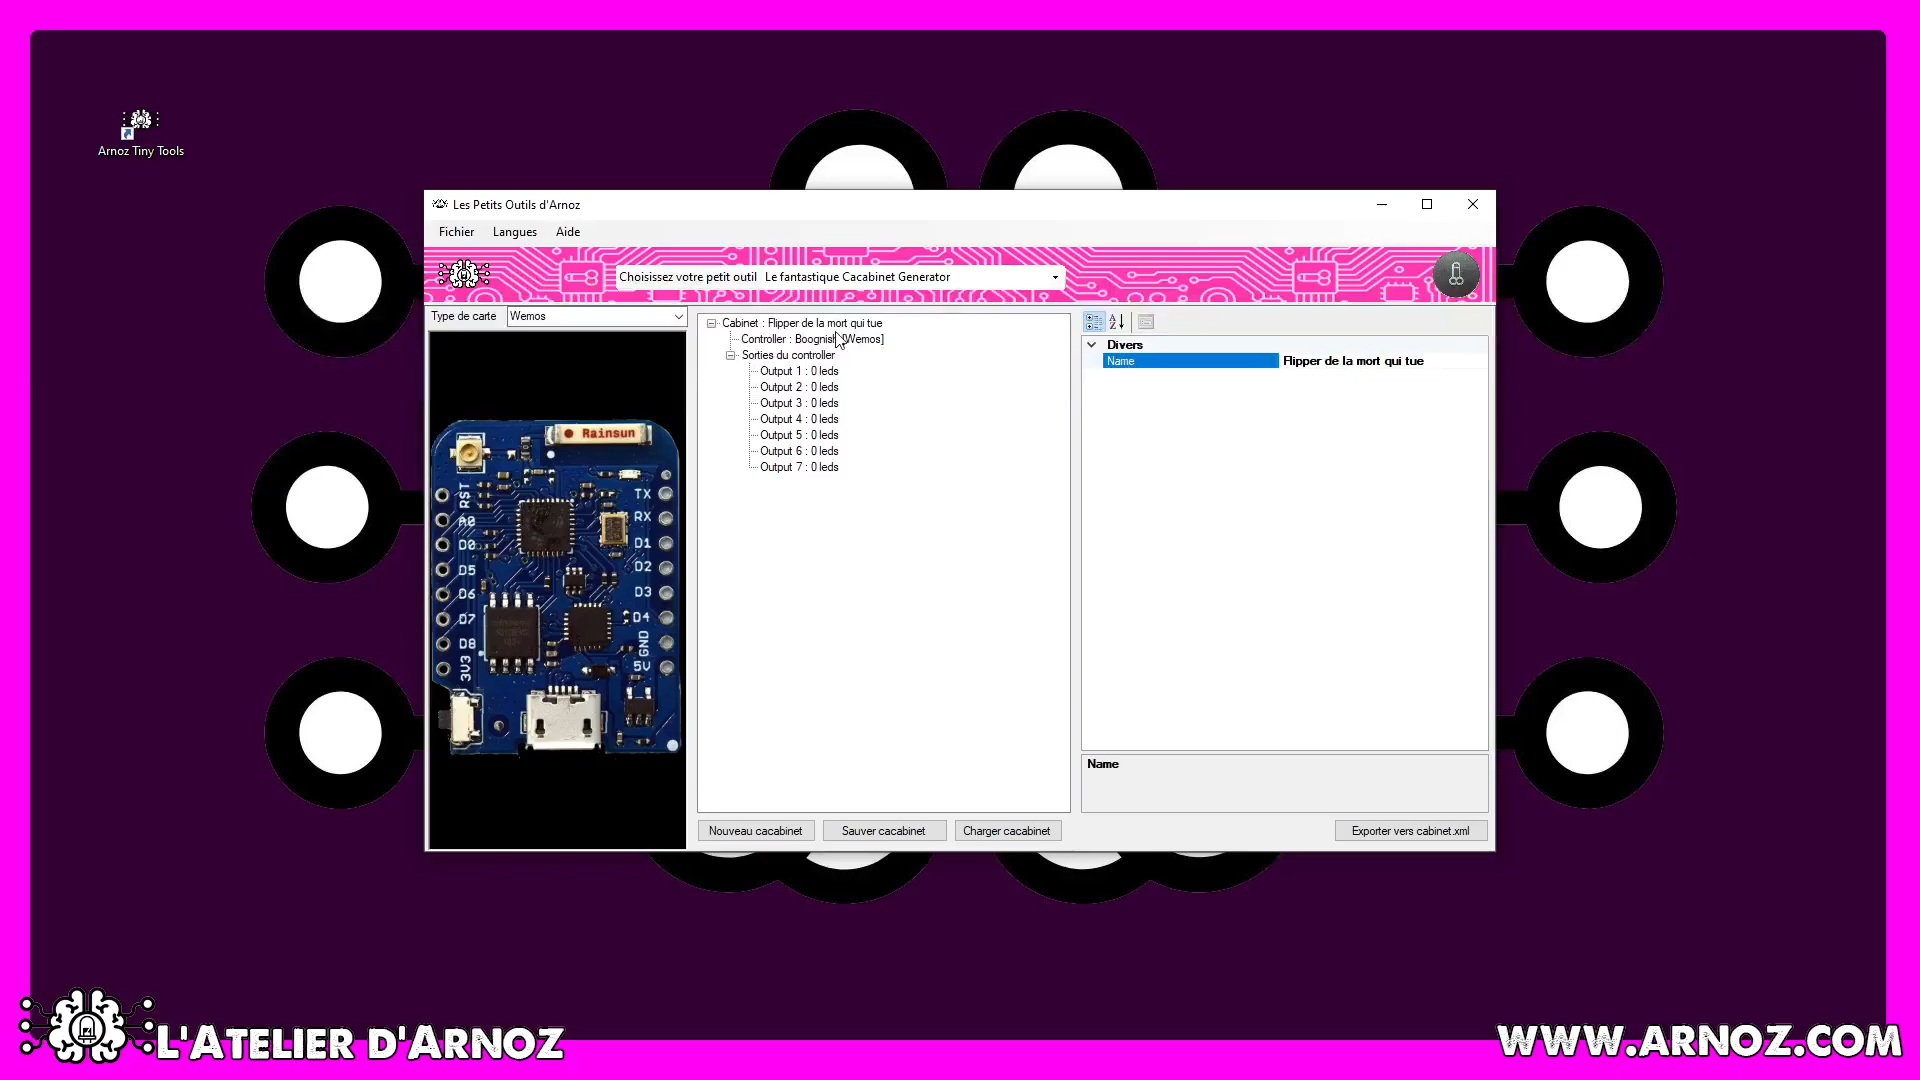 Arnoz Tiny Tools
Les Petits Outils d'Arnoz
Fichier Langues Aide
Choisissez votre petit outil Le fantastique Cacabinet Generator
Type de carte Wemos
Rainsun
RST
A0
D0
D5
D6
D7
D8
3V3
TX
RX
D1
D2
D3
D4
GND
5V
Cabinet : Flipper de la mort qui tue
Controller : Boognish [Wemos]
Sorties du controller
Output 1 : 0 leds
Output 2 : 0 leds
Output 3 : 0 leds
Output 4 : 0 leds
Output 5 : 0 leds
Output 6 : 0 leds
Output 7 : 0 leds
Divers
Name Flipper de la mort qui tue
Name
Nouveau cacabinet Sauver cacabinet Charger cacabinet Exporter vers cabinet.xml
L'ATELIER D'ARNOZ
WWW.ARNOZ.COM